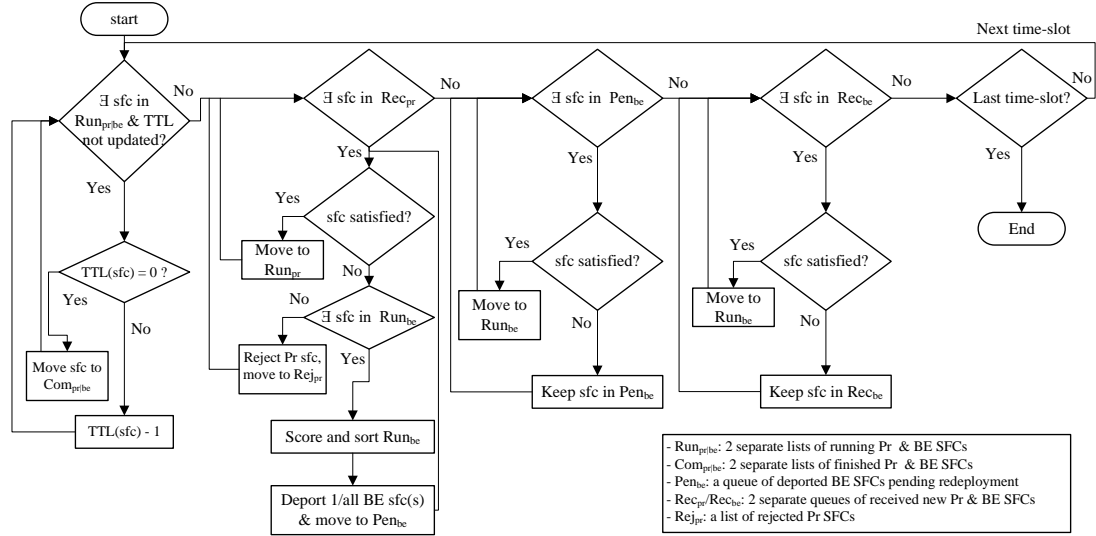 start
Next time-slot
∃ sfc in
Run_pr|be & TTL
not updated?
No
Yes
TTL(sfc) = 0 ?
Yes
No
Move sfc to
Com_pr|be
TTL(sfc) - 1
∃ sfc in Rec_pr
No
Yes
sfc satisfied?
Yes
Move to
Run_pr
No
∃ sfc in Run_be
No
Reject Pr sfc,
move to Rej_pr
Yes
Score and sort Run_be
Deport 1/all BE sfc(s)
& move to Pen_be
∃ sfc in Pen_be
No
Yes
sfc satisfied?
Yes
Move to
Run_be
No
Keep sfc in Pen_be
∃ sfc in Rec_be
No
Yes
sfc satisfied?
Yes
Move to
Run_be
No
Keep sfc in Rec_be
Last time-slot?
No
Yes
End
- Run_pr|be: 2 separate lists of running Pr & BE SFCs
- Com_pr|be: 2 separate lists of finished Pr & BE SFCs
- Pen_be: a queue of deported BE SFCs pending redeployment
- Rec_pr/Rec_be: 2 separate queues of received new Pr & BE SFCs
- Rej_pr: a list of rejected Pr SFCs